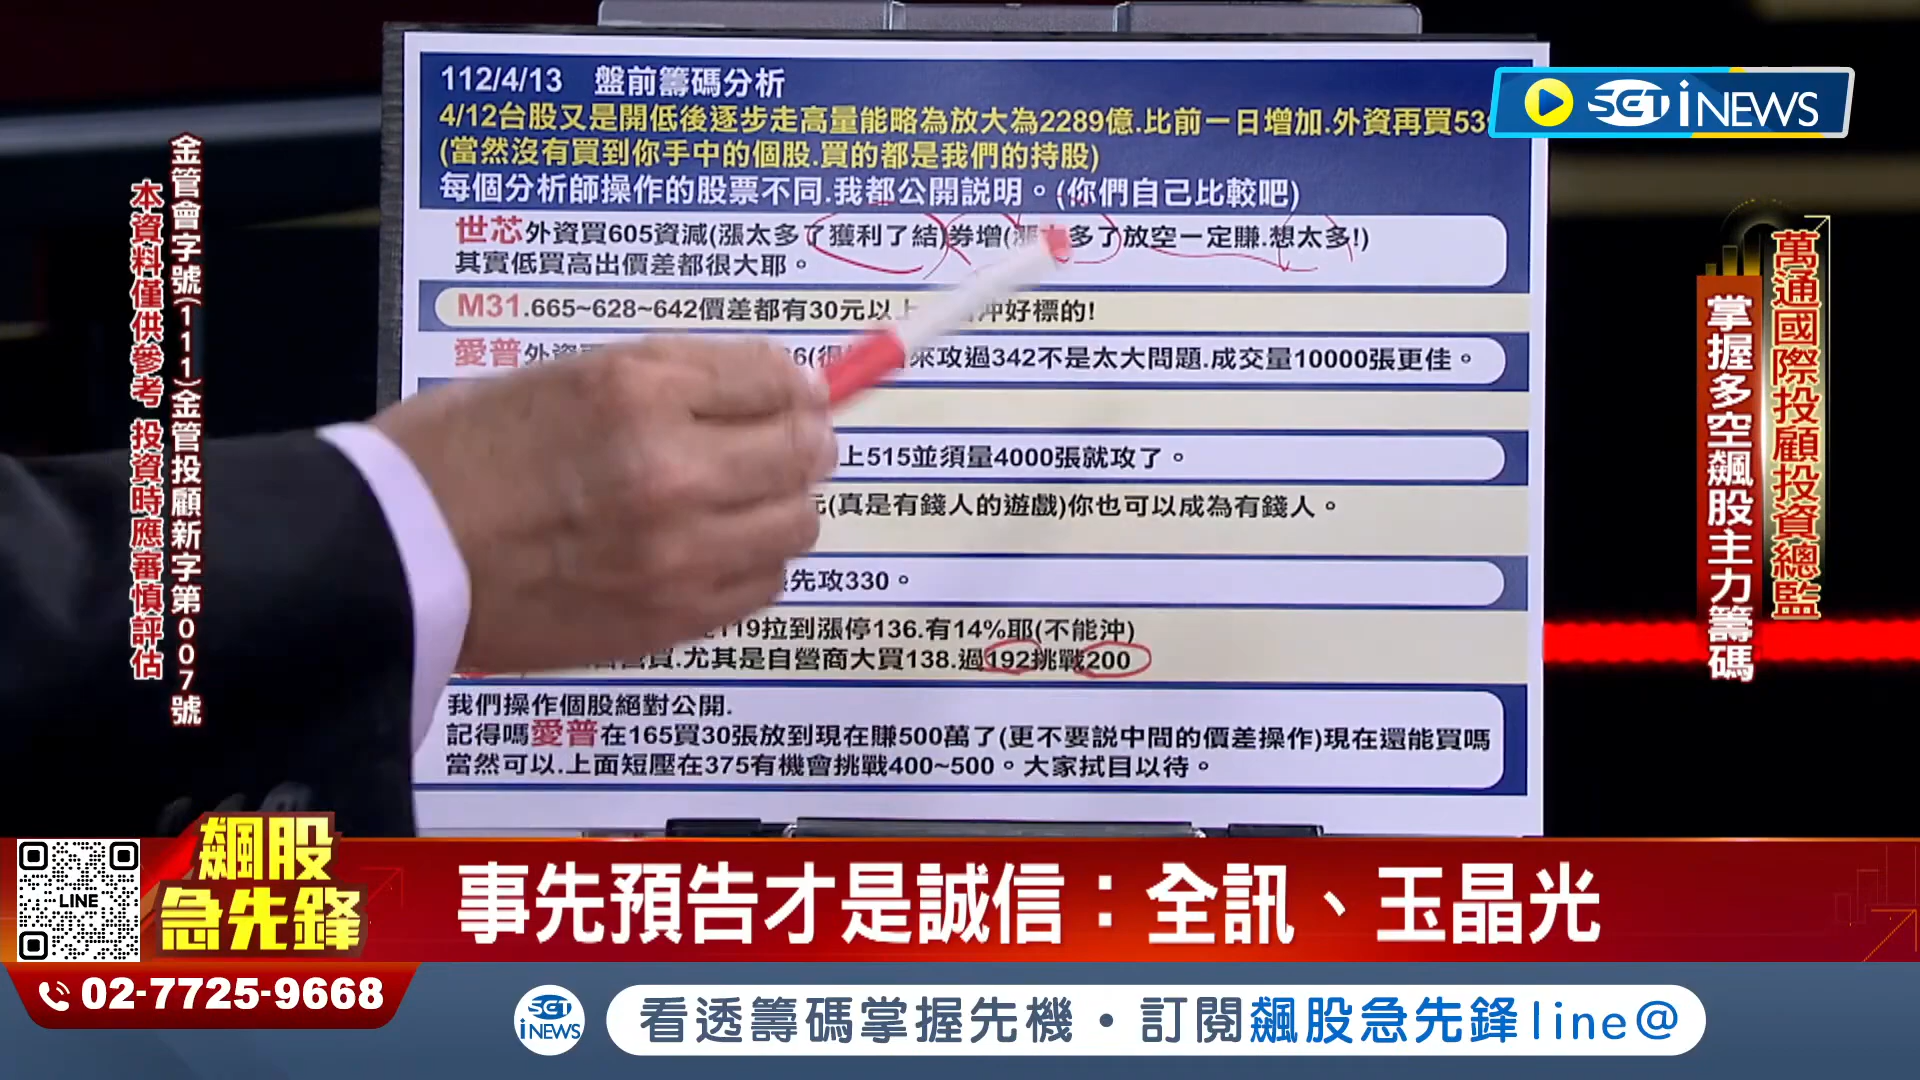 112/4/13 盤前籌碼分析
4/12台股又是開低後逐步走高量能略為放大為2289億.比前一日增加.外資再買53
(當然沒有買到你手中的個股.買的都是我們的持股)
每個分析師操作的股票不同.我都公開說明。(你們自己比較吧)
世芯外資買605資減(漲太多了獲利了結)券增(漲太多了放空一定賺.想太多!)
其實低買高出價差都很大耶。
M31.665~628~642價差都有30元以上 沖好標的!
愛普外資 6(很 來攻過342不是太大問題.成交量10000張更佳。
上515並須量4000張就攻了。
元(真是有錢人的遊戲)你也可以成為有錢人。
先攻330。
119拉到漲停136.有14%耶(不能沖)
買.尤其是自營商大買138.過192挑戰200
我們操作個股絕對公開.
記得嗎愛普在165買30張放到現在賺500萬了(更不要說中間的價差操作)現在還能買嗎
當然可以.上面短壓在375有機會挑戰400~500。大家拭目以待。
SET iNEWS
金管會字號(111)金管投顧新字第007號
本資料僅供參考 投資時應審慎評估
萬通國際投顧投資總監
掌握多空飆股主力籌碼
LINE
飆股
急先鋒
事先預告才是誠信：全訊、玉晶光
02-7725-9668
SET
iNEWS
看透籌碼掌握先機•訂閱飆股急先鋒line@